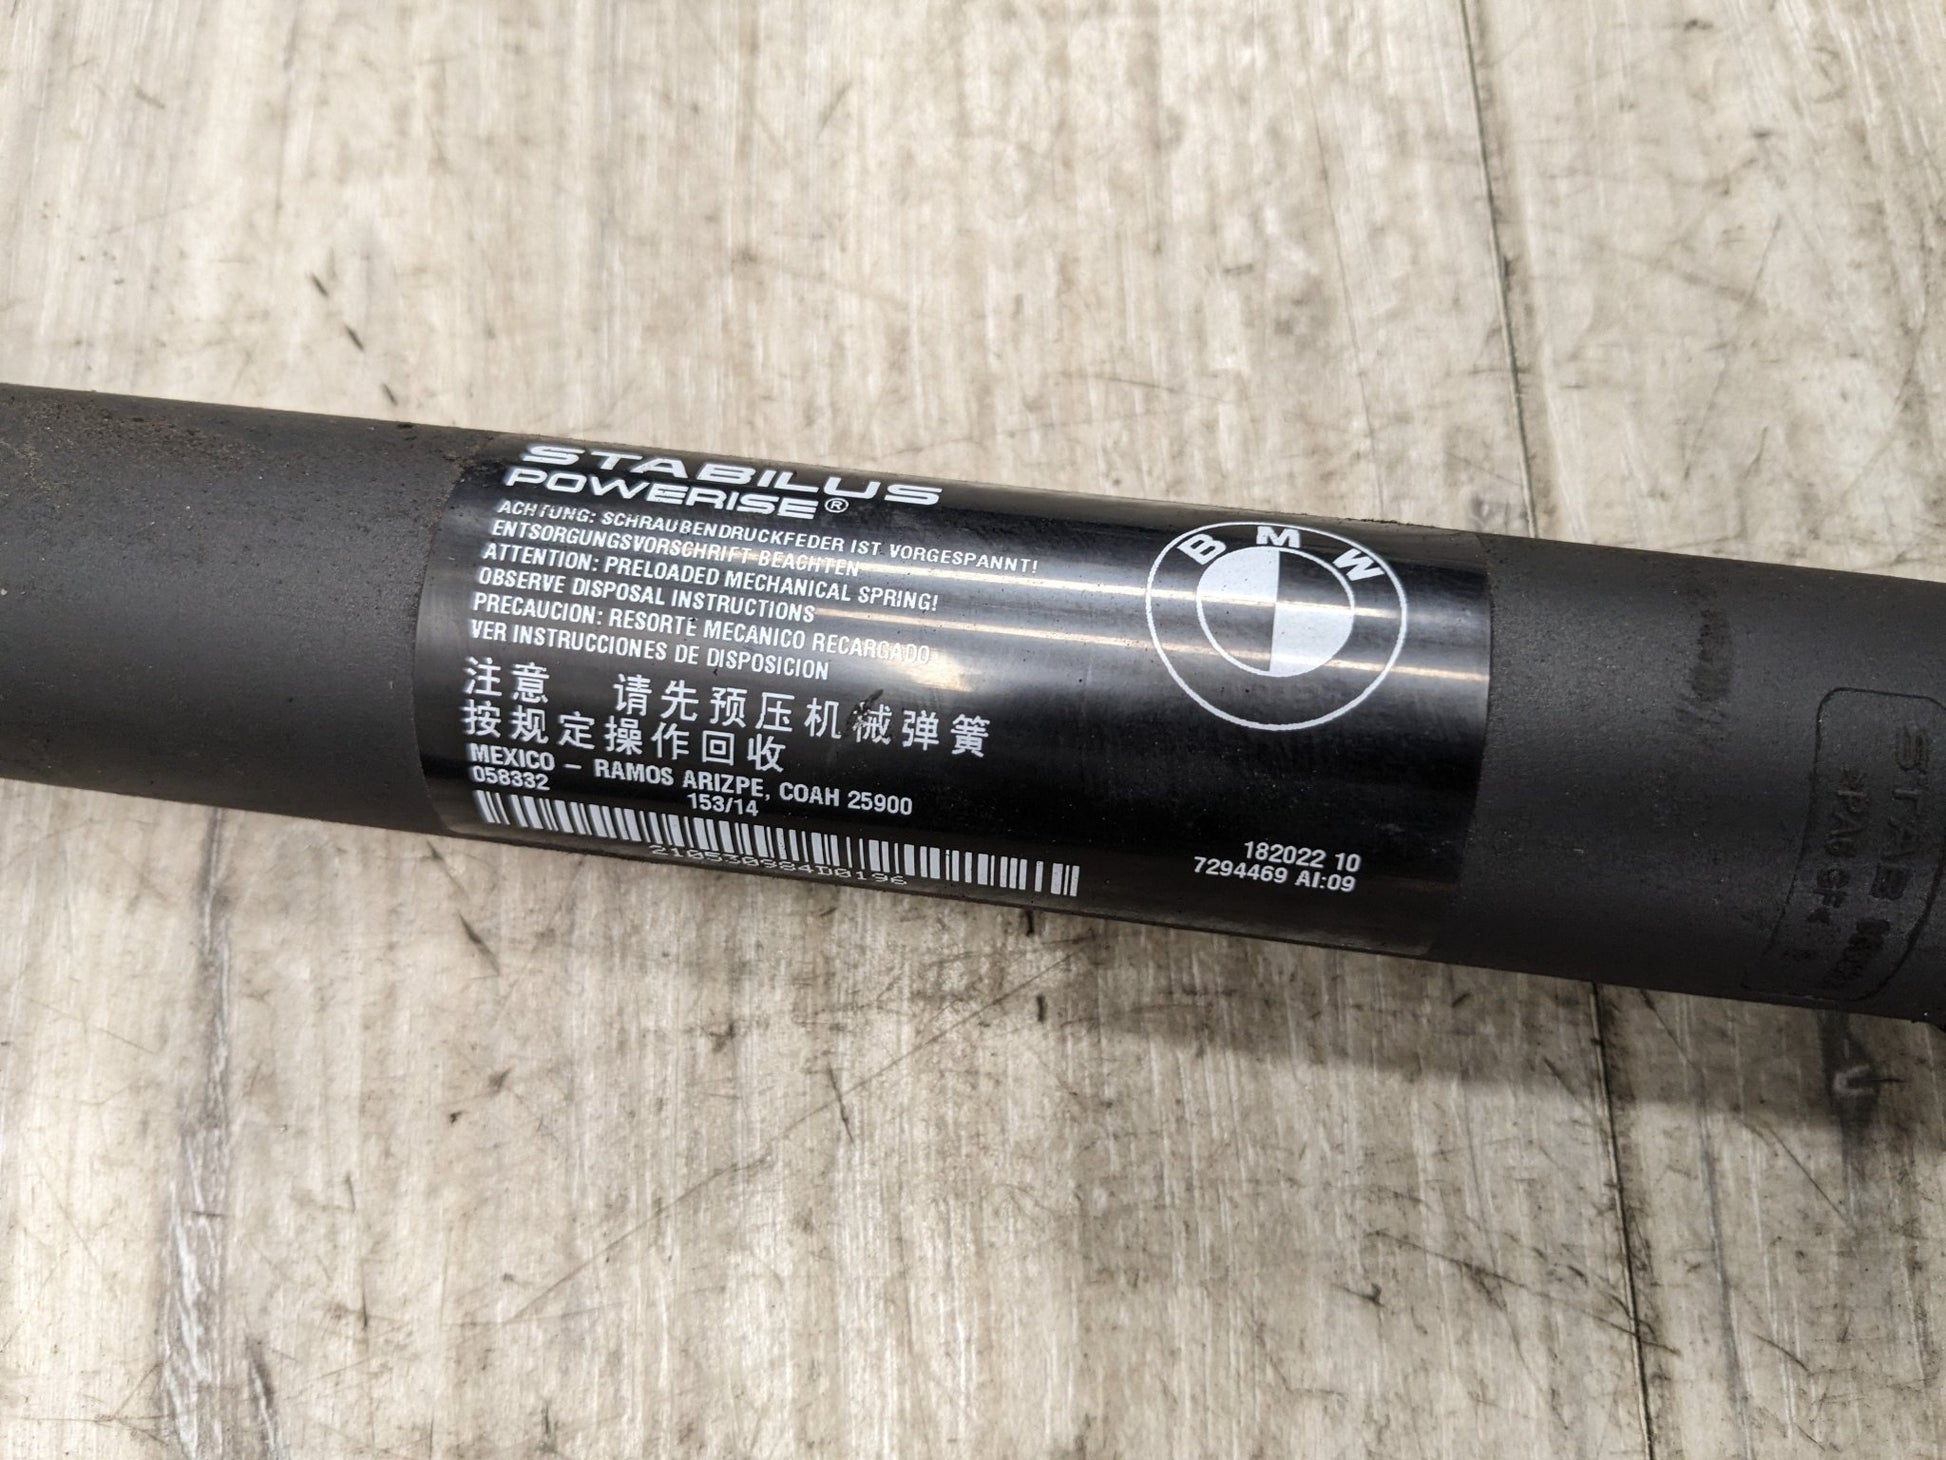 STABILUS
POWERISE®
ACHTUNG: SCHRAUBENDRUCKFEDER IST VORGESPANNT!
ENTSORGUNGSVORSCHRIFT BEACHTEN
ATTENTION: PRELOADED MECHANICAL SPRING!
OBSERVE DISPOSAL INSTRUCTIONS
PRECAUCION: RESORTE MECANICO RECARGADO
VER INSTRUCCIONES DE DISPOSICION
注意 请先预压机械弹簧
按规定操作回收
MEXICO – RAMOS ARIZPE, COAH 25900
058332 153/14
210530984D0196
BMW
182022 10
7294469 AI:09
STAB